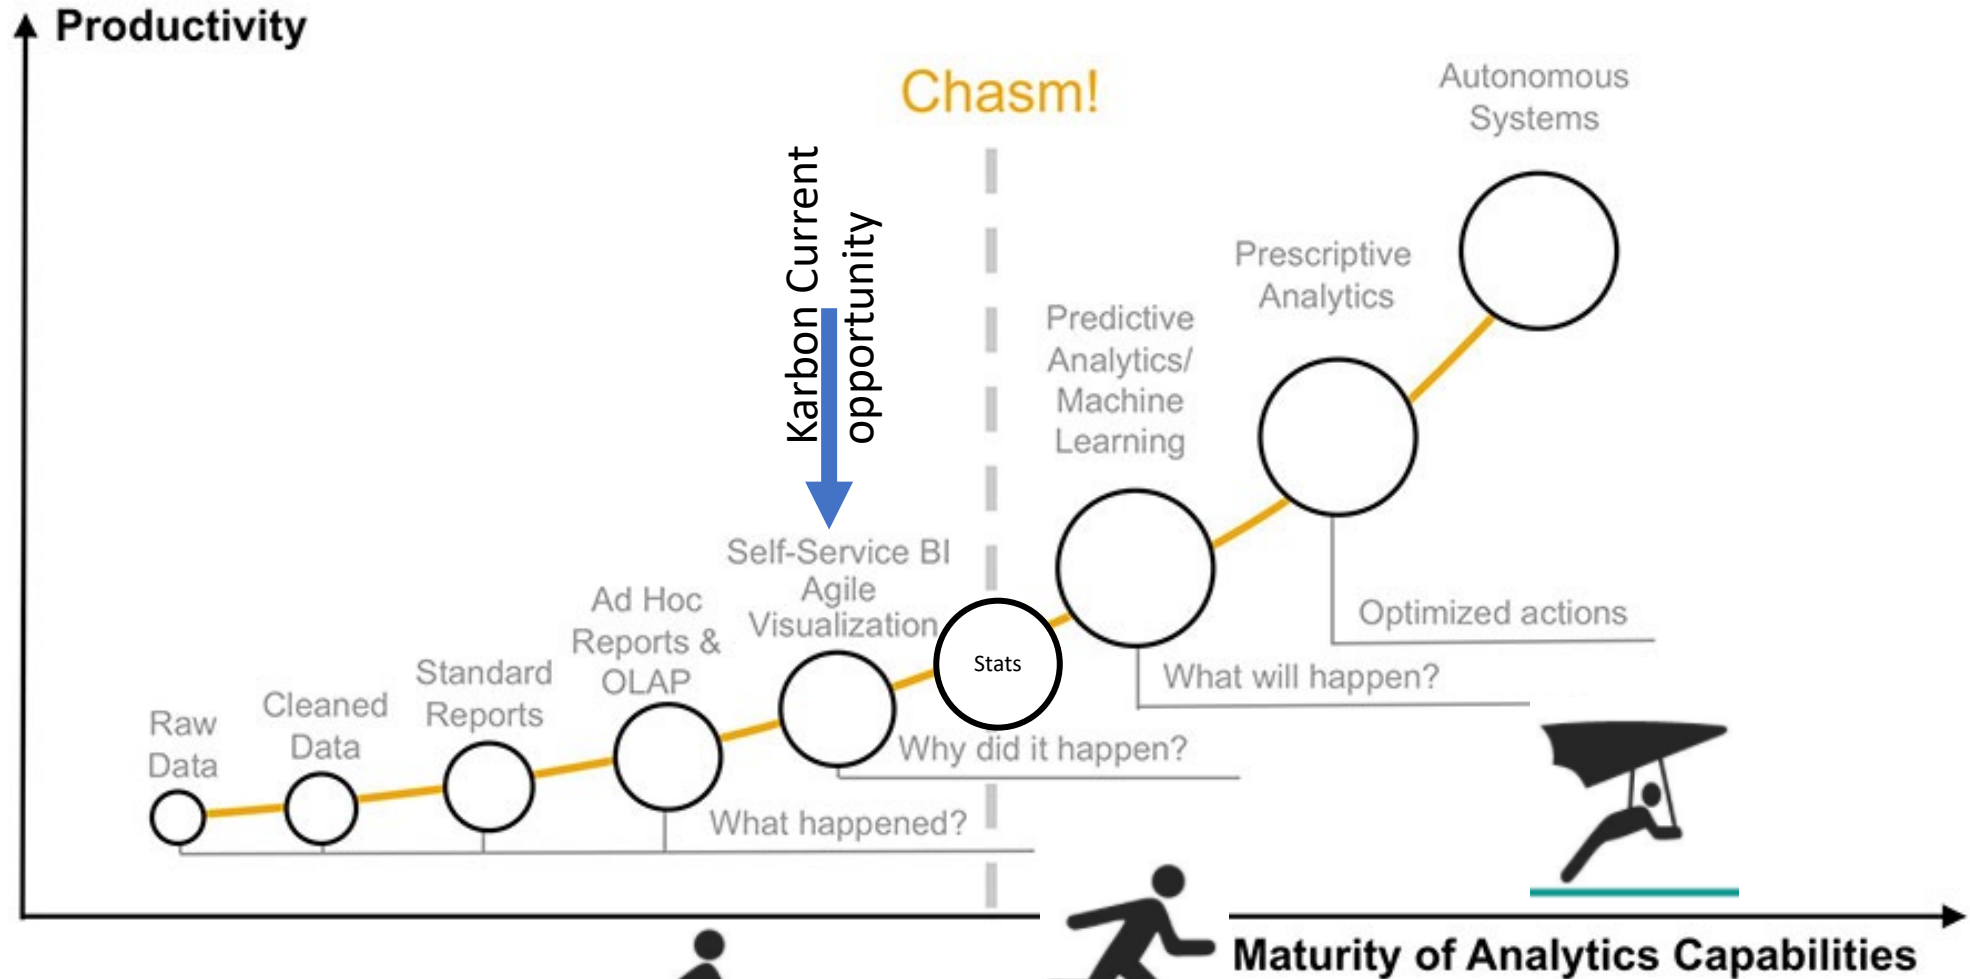 Productivity
Chasm!
Autonomous
Systems
Karbon Current
opportunity
Prescriptive
Analytics
Predictive
Analytics/
Machine
Learning
Self-Service BI
Agile
Visualization
Ad Hoc
Reports &
OLAP
Standard
Reports
Cleaned
Data
Raw
Data
Stats
Optimized actions
What will happen?
Why did it happen?
What happened?
Maturity of Analytics Capabilities